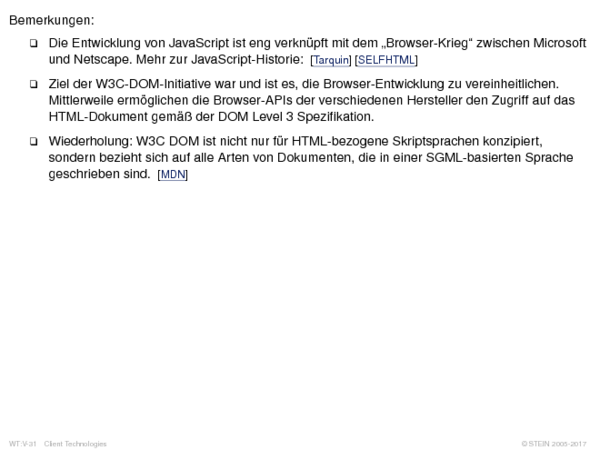 Bemerkungen:
❑ Die Entwicklung von JavaScript ist eng verknüpft mit dem „Browser-Krieg“ zwischen Microsoft
und Netscape. Mehr zur JavaScript-Historie: [Tarquin] [SELFHTML]
❑ Ziel der W3C-DOM-Initiative war und ist es, die Browser-Entwicklung zu vereinheitlichen.
Mittlerweile ermöglichen die Browser-APIs der verschiedenen Hersteller den Zugriff auf das
HTML-Dokument gemäß der DOM Level 3 Spezifikation.
❑ Wiederholung: W3C DOM ist nicht nur für HTML-bezogene Skriptsprachen konzipiert,
sondern bezieht sich auf alle Arten von Dokumenten, die in einer SGML-basierten Sprache
geschrieben sind. [MDN]
WT:V-31 Client Technologies © STEIN 2005-2017